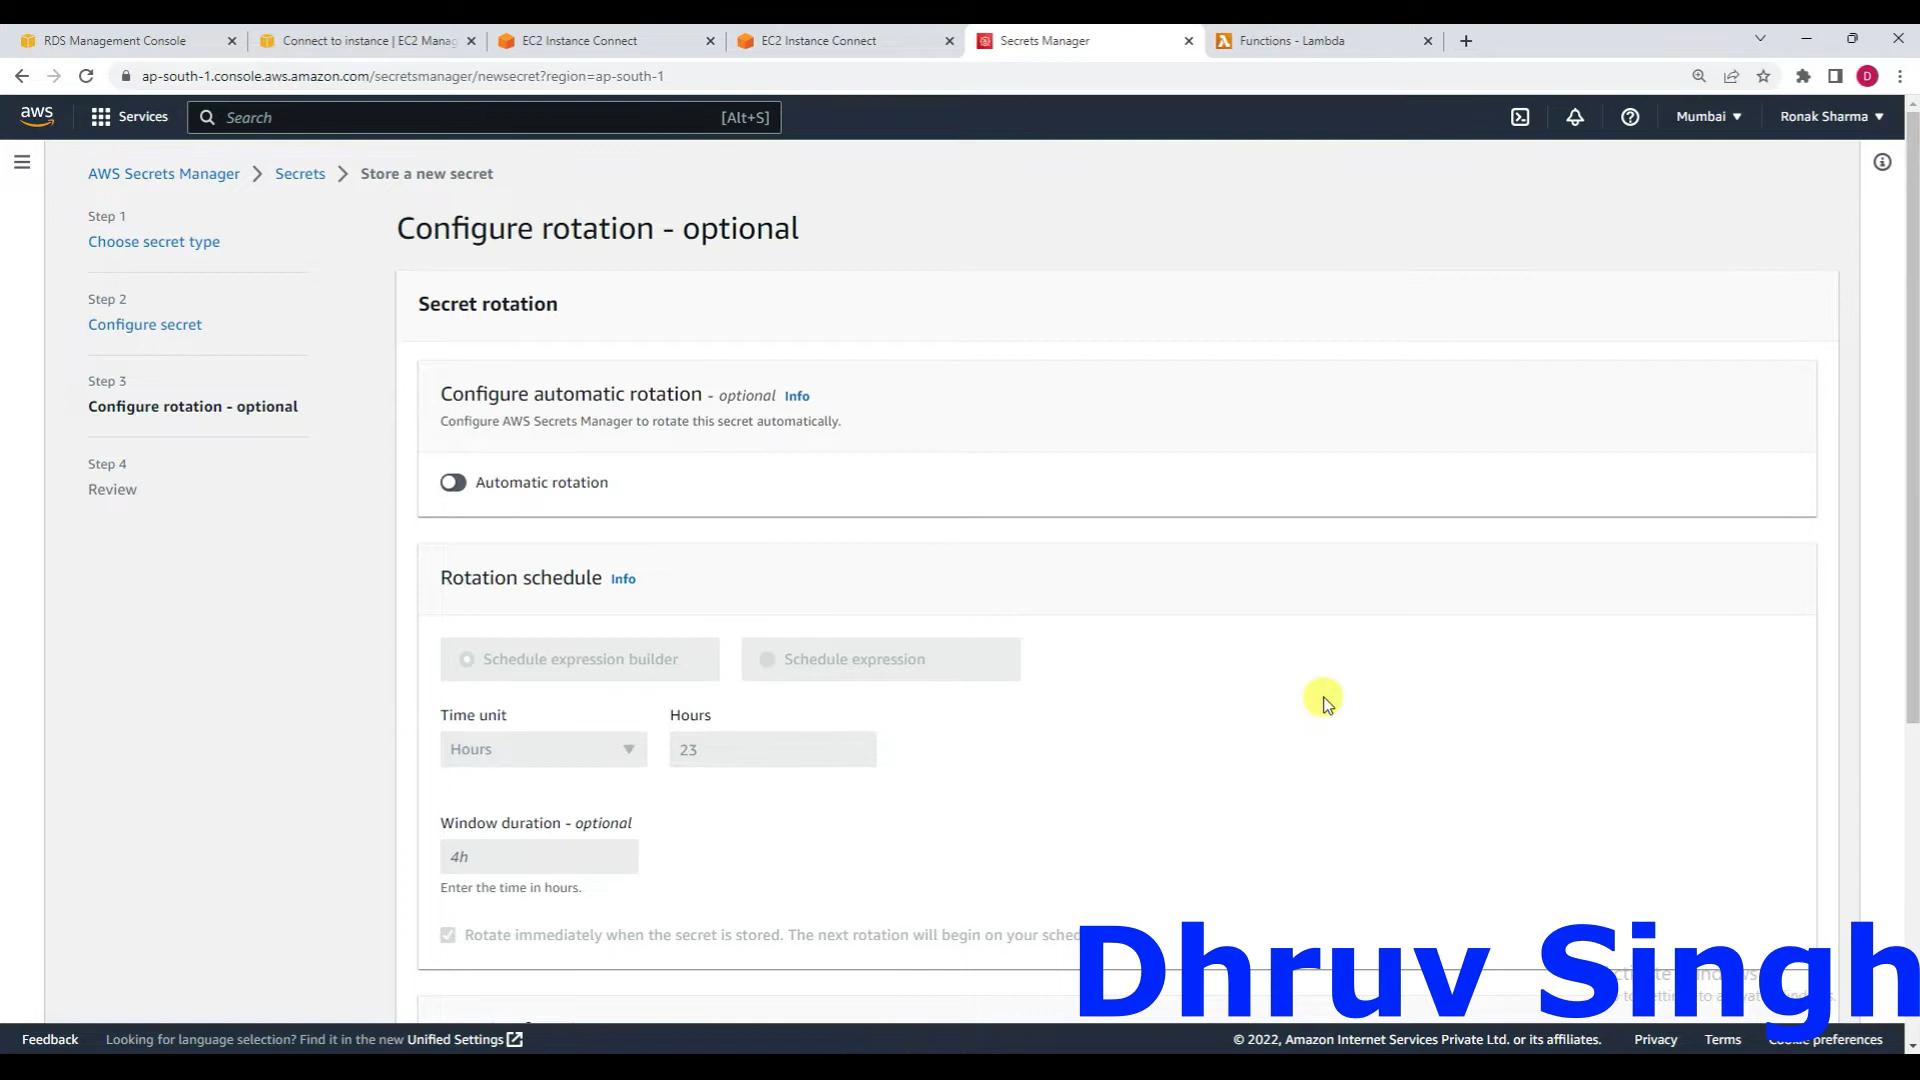 RDS Management Console
Connect to instance | EC2 Manag
EC2 Instance Connect
EC2 Instance Connect
Secrets Manager
Functions - Lambda
ap-south-1.console.aws.amazon.com/secretsmanager/newsecret?region=ap-south-1
D
aws
Services
Search
[Alt+S]
Mumbai
Ronak Sharma
AWS Secrets Manager > Secrets > Store a new secret
Step 1
Choose secret type
Step 2
Configure secret
Step 3
Configure rotation - optional
Step 4
Review
Configure rotation - optional
Secret rotation
Configure automatic rotation - optional Info
Configure AWS Secrets Manager to rotate this secret automatically.
Automatic rotation
Rotation schedule Info
Schedule expression builder
Schedule expression
Time unit
Hours
Hours
23
Window duration - optional
4h
Enter the time in hours.
Rotate immediately when the secret is stored. The next rotation will begin on your sched
Dhruv Singh
Feedback
Looking for language selection? Find it in the new Unified Settings
© 2022, Amazon Internet Services Private Ltd. or its affiliates.
Privacy
Terms
Cookie preferences